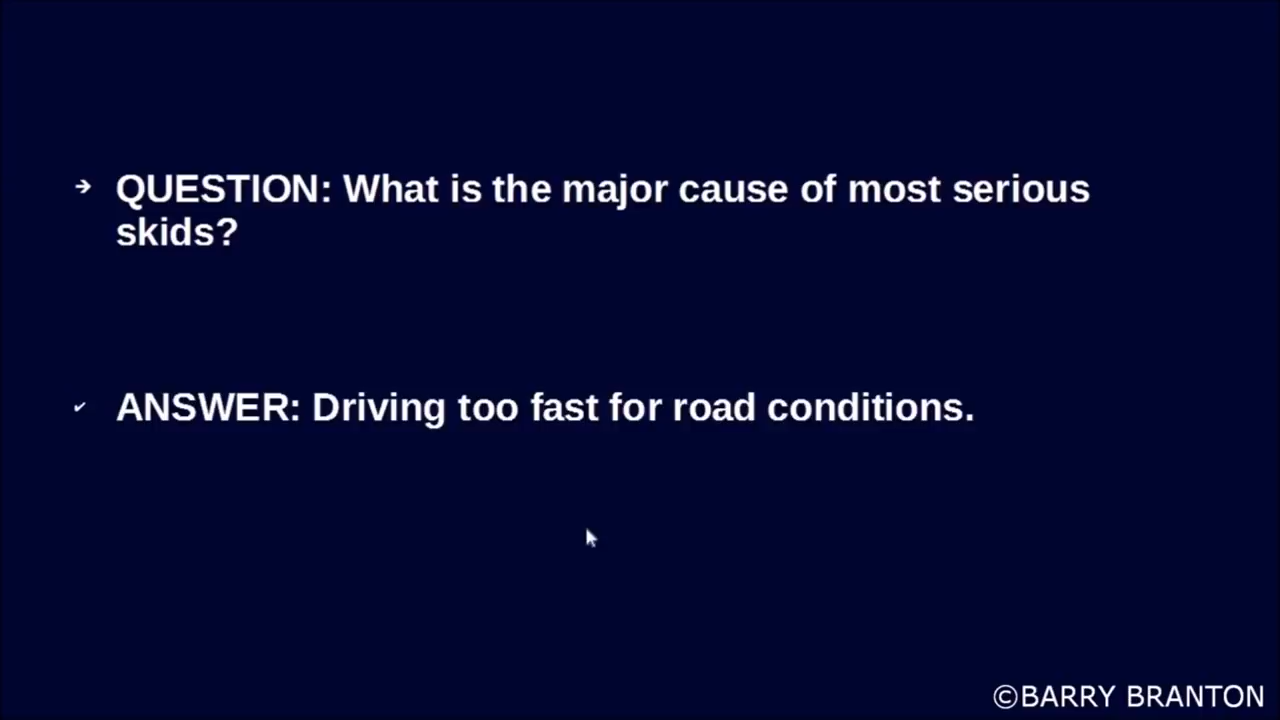 ➔ QUESTION: What is the major cause of most serious
skids?
✔ ANSWER: Driving too fast for road conditions.
©BARRY BRANTON